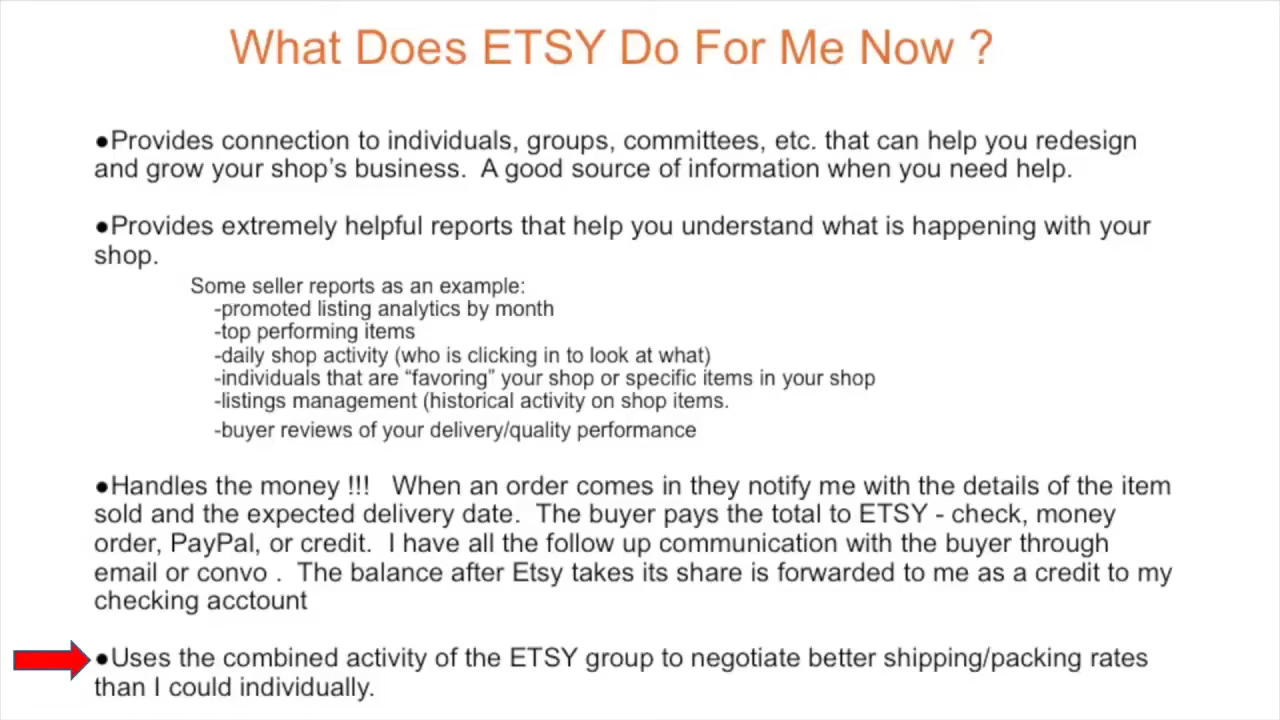 What Does ETSY Do For Me Now ?
●Provides connection to individuals, groups, committees, etc. that can help you redesign
and grow your shop’s business.  A good source of information when you need help.
●Provides extremely helpful reports that help you understand what is happening with your
shop.
Some seller reports as an example:
-promoted listing analytics by month
-top performing items
-daily shop activity (who is clicking in to look at what)
-individuals that are “favoring” your shop or specific items in your shop
-listings management (historical activity on shop items.
-buyer reviews of your delivery/quality performance
●Handles the money !!!   When an order comes in they notify me with the details of the item
sold and the expected delivery date.  The buyer pays the total to ETSY - check, money
order, PayPal, or credit.  I have all the follow up communication with the buyer through
email or convo .  The balance after Etsy takes its share is forwarded to me as a credit to my
checking acctount
●Uses the combined activity of the ETSY group to negotiate better shipping/packing rates
than I could individually.